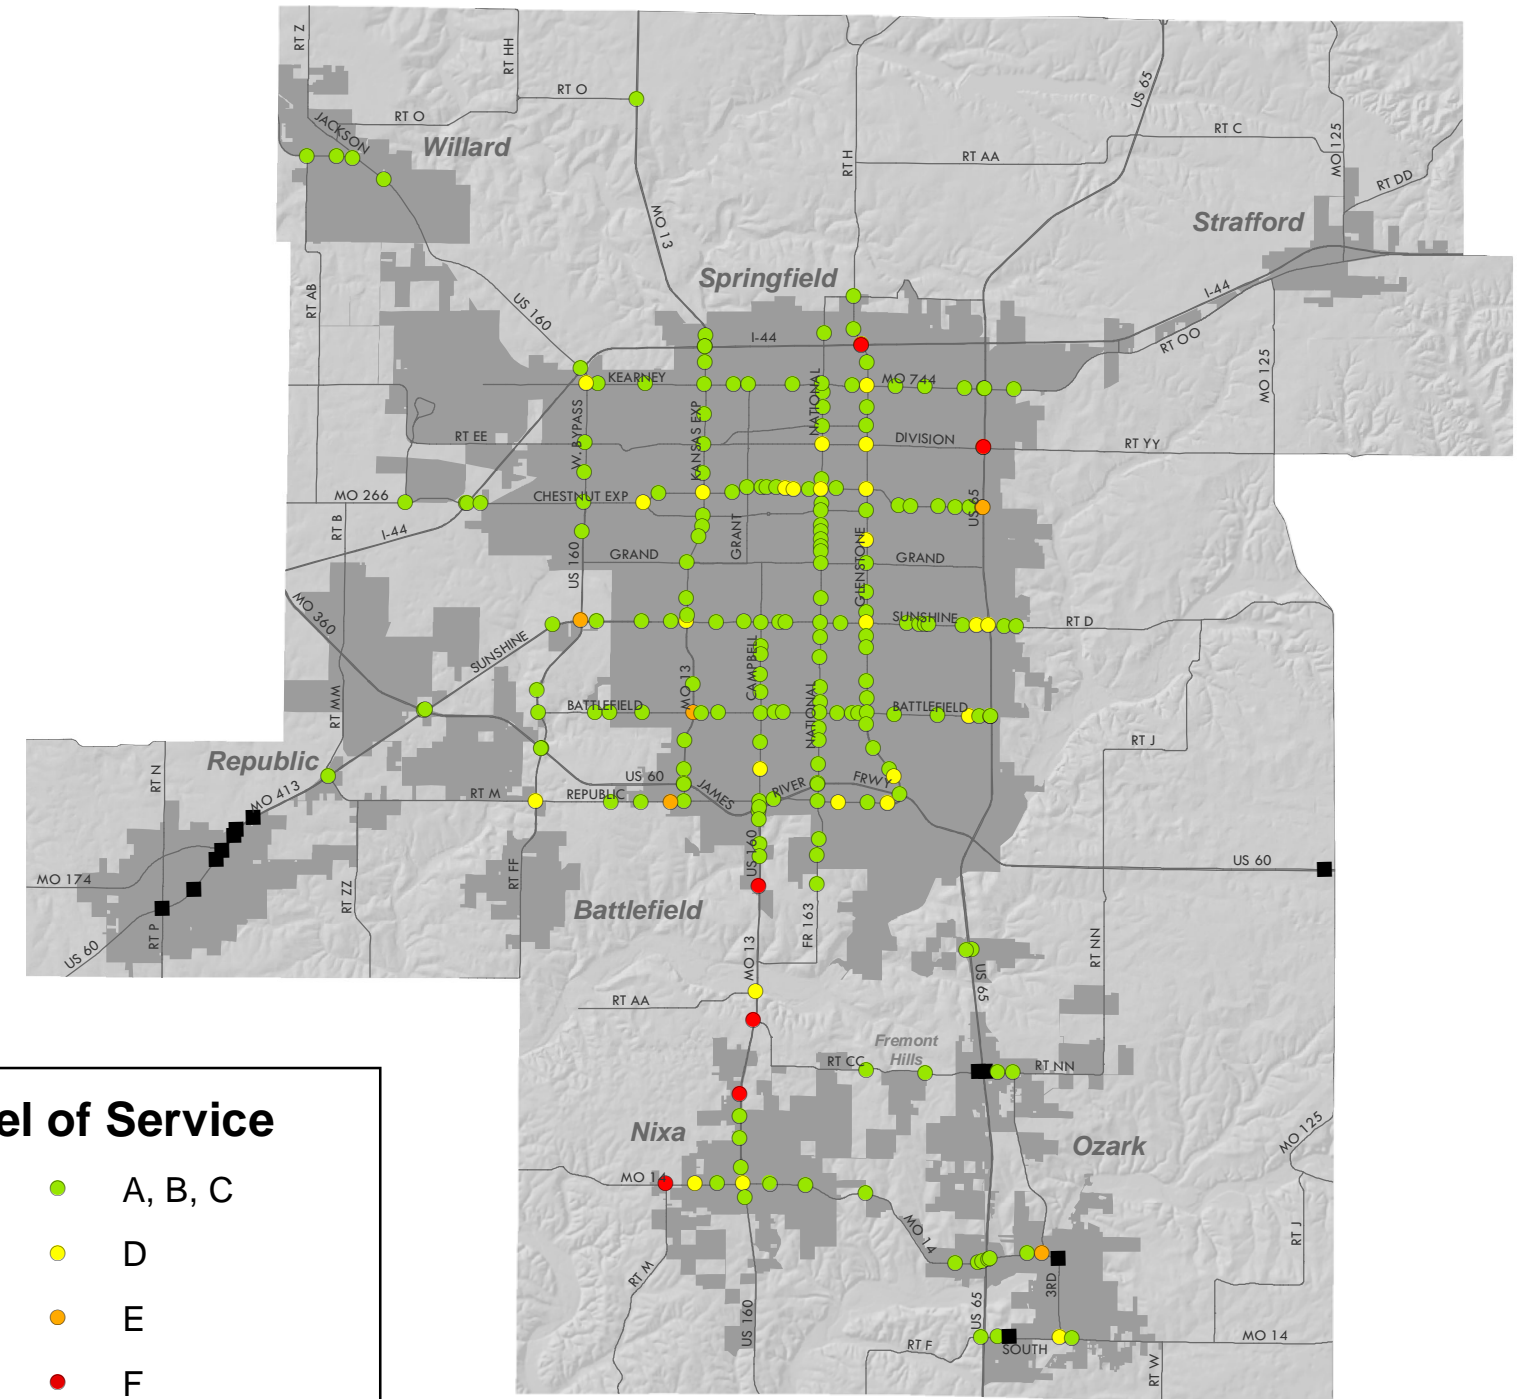 RT Z
RT HH
RT O
RT O
JACKSON
Willard
MO 13
RT H
US 65
RT C
RT AA
MO 125
RT DD
Strafford
Springfield
RT AB
US 160
I-44
I-44
RT OO
MO 125
KEARNEY
MO 744
NATIONAL
W. BYPASS
KANSAS EXP
RT EE
DIVISION
RT YY
MO 266
CHESTNUT EXP
US 65
RT B
I-44
GRANT
US 160
GRAND
GRAND
GLENSTONE
MO 360
SUNSHINE
RT D
SUNSHINE
CAMPBELL
MO 13
RT MM
BATTLEFIELD
NATIONAL
BATTLEFIELD
RT J
Republic
RT N
US 60
JAMES
RIVER
FRWY
MO 413
RT M
REPUBLIC
US 160
US 60
MO 174
RT ZZ
RT FF
Battlefield
FR 163
US 60
RT P
MO 13
RT NN
US 65
RT AA
Fremont
Hills
RT CC
RT NN
el of Service
Nixa
Ozark
MO 125
A, B, C
MO 14
MO 14
RT J
D
RT M
3RD
E
US 160
US 65
RT F
SOUTH
MO 14
RT W
F